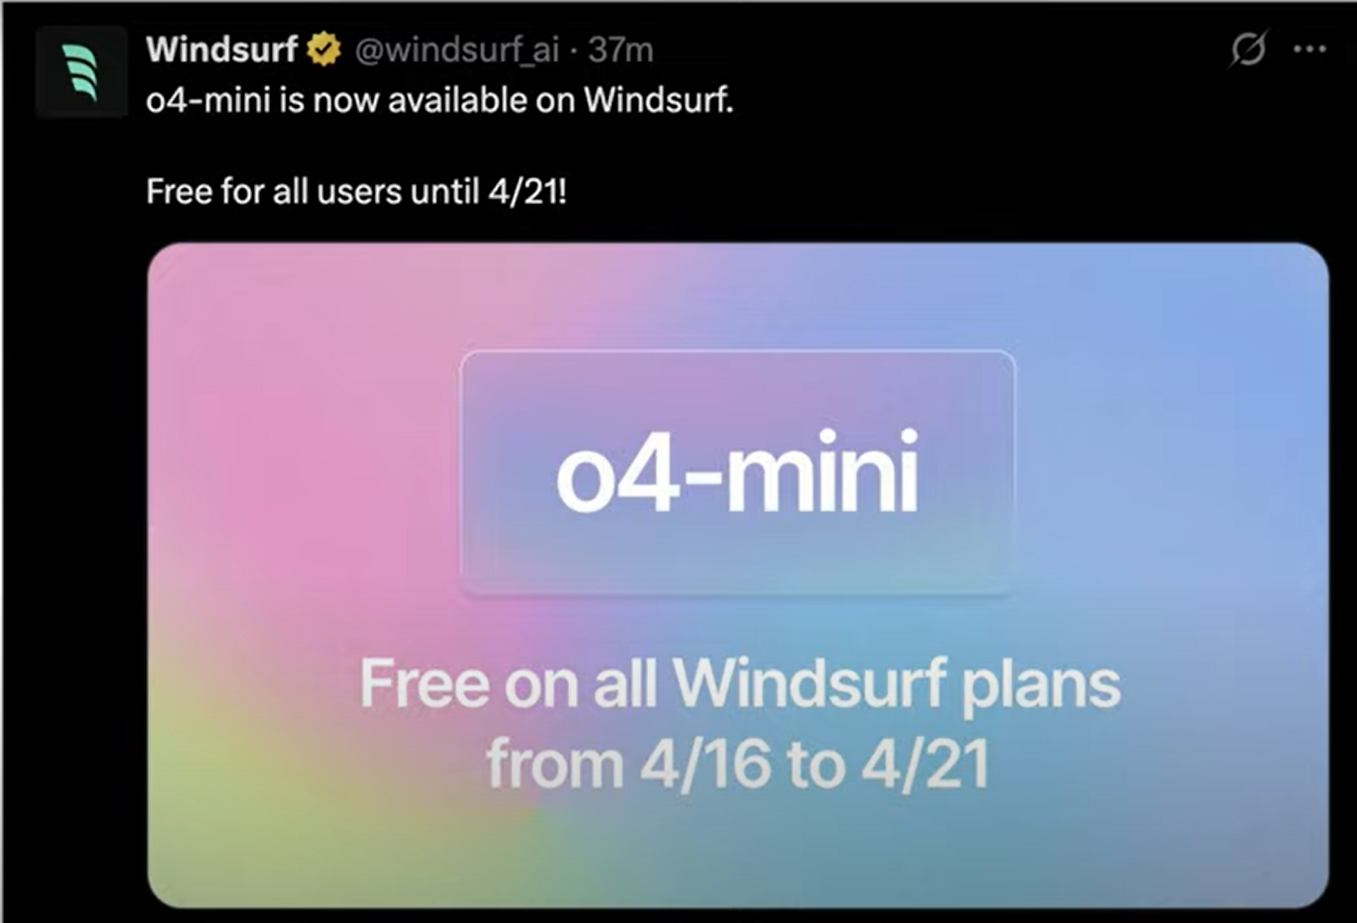 Windsurf @windsurf_ai · 37m
o4-mini is now available on Windsurf.
Free for all users until 4/21!
o4-mini
Free on all Windsurf plans
from 4/16 to 4/21